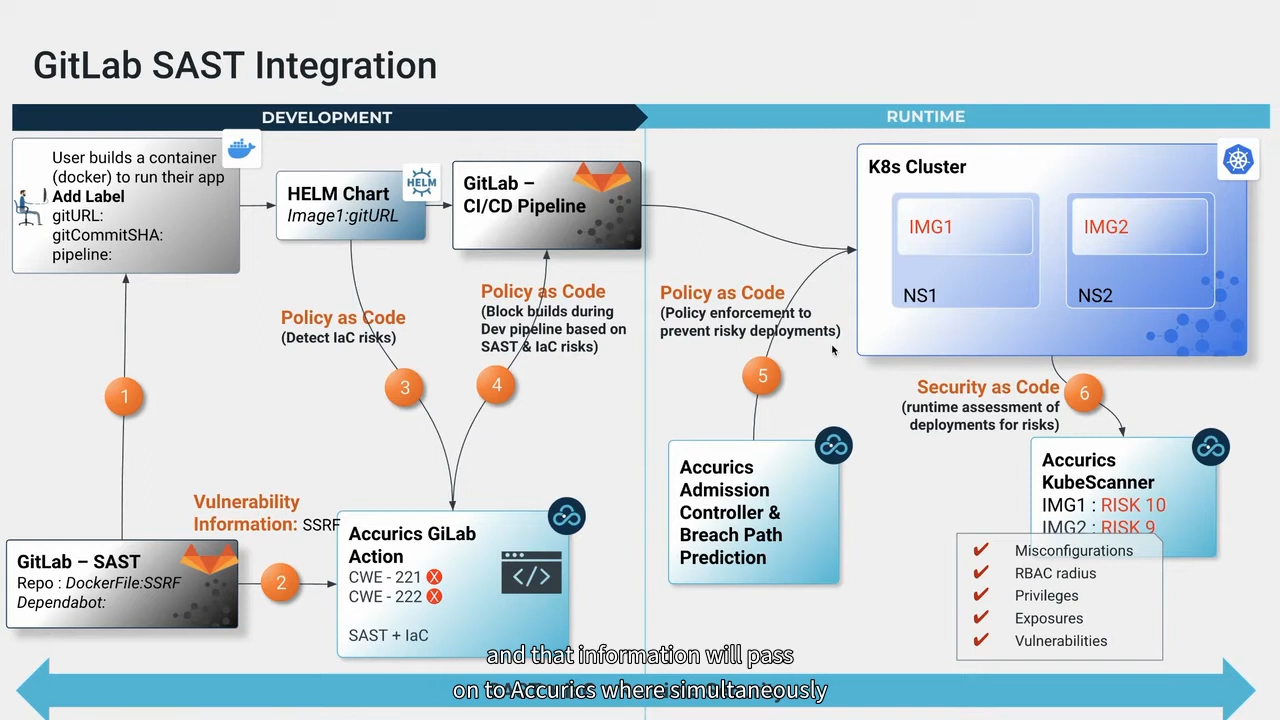 GitLab SAST Integration
DEVELOPMENT
RUNTIME
User builds a container
(docker) to run their app
Add Label
gitURL:
gitCommitSHA:
pipeline:
HELM Chart
Image1:gitURL
HELM
GitLab –
CI/CD Pipeline
K8s Cluster
IMG1
NS1
IMG2
NS2
Policy as Code
(Detect IaC risks)
Policy as Code
(Block builds during
Dev pipeline based on
SAST & IaC risks)
Policy as Code
(Policy enforcement to
prevent risky deployments)
1
3
4
5
Security as Code
(runtime assessment of
deployments for risks)
6
Vulnerability
Information: SSRF
GitLab – SAST
Repo : DockerFile:SSRF
Dependabot:
2
Accurics GiLab
Action
CWE - 221 X
CWE - 222 X
SAST + IaC
</>
Accurics
Admission
Controller &
Breach Path
Prediction
Accurics
KubeScanner
IMG1 : RISK 10
IMG2 : RISK 9
Misconfigurations
RBAC radius
Privileges
Exposures
Vulnerabilities
and that information will pass
on to Accurics where simultaneously